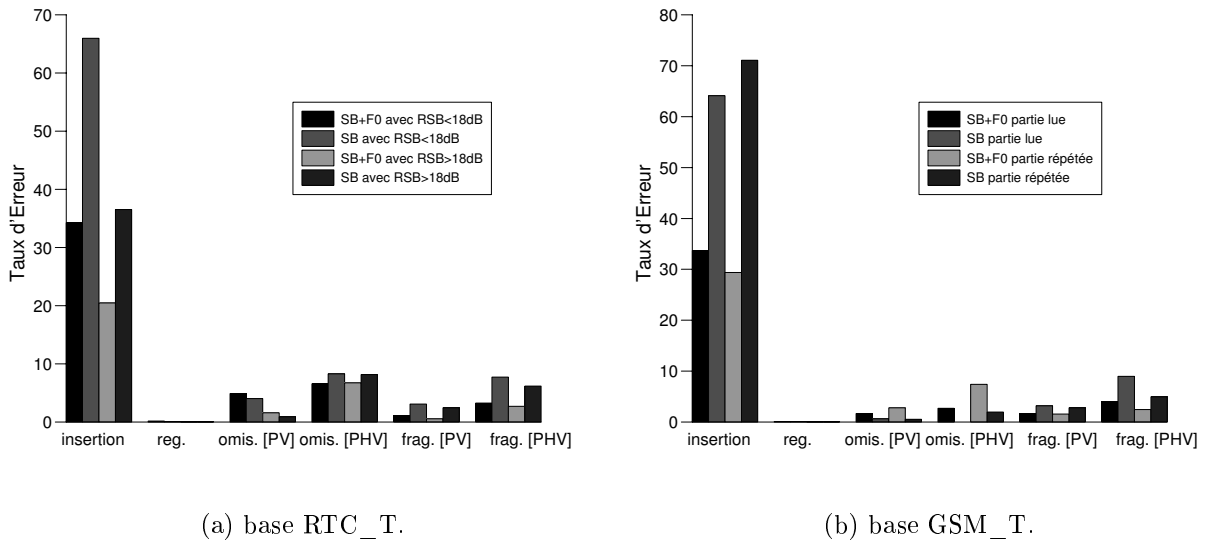 70
60
50
40
30
20
10
0
Taux d'Erreur
SB+F0 avec RSB<18dB
SB avec RSB<18dB
SB+F0 avec RSB>18dB
SB avec RSB>18dB
insertion reg. omis. [PV] omis. [PHV] frag. [PV] frag. [PHV]
(a) base RTC_T.
80
70
60
50
40
30
20
10
0
Taux d'Erreur
SB+F0 partie lue
SB partie lue
SB+F0 partie répétée
SB partie répétée
insertion reg. omis. [PV] omis. [PHV] frag. [PV] frag. [PHV]
(b) base GSM_T.